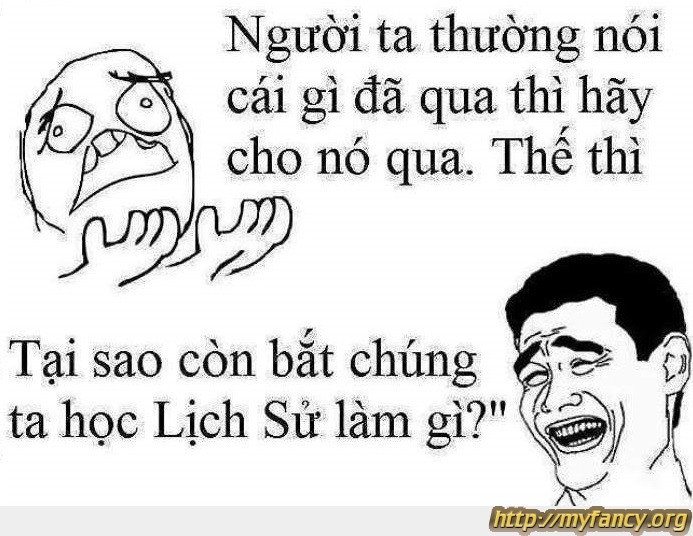 Người ta thường nói
cái gì đã qua thì hãy
cho nó qua. Thế thì
Tại sao còn bắt chúng
ta học Lịch Sử làm gì?"
http://myfancy.org